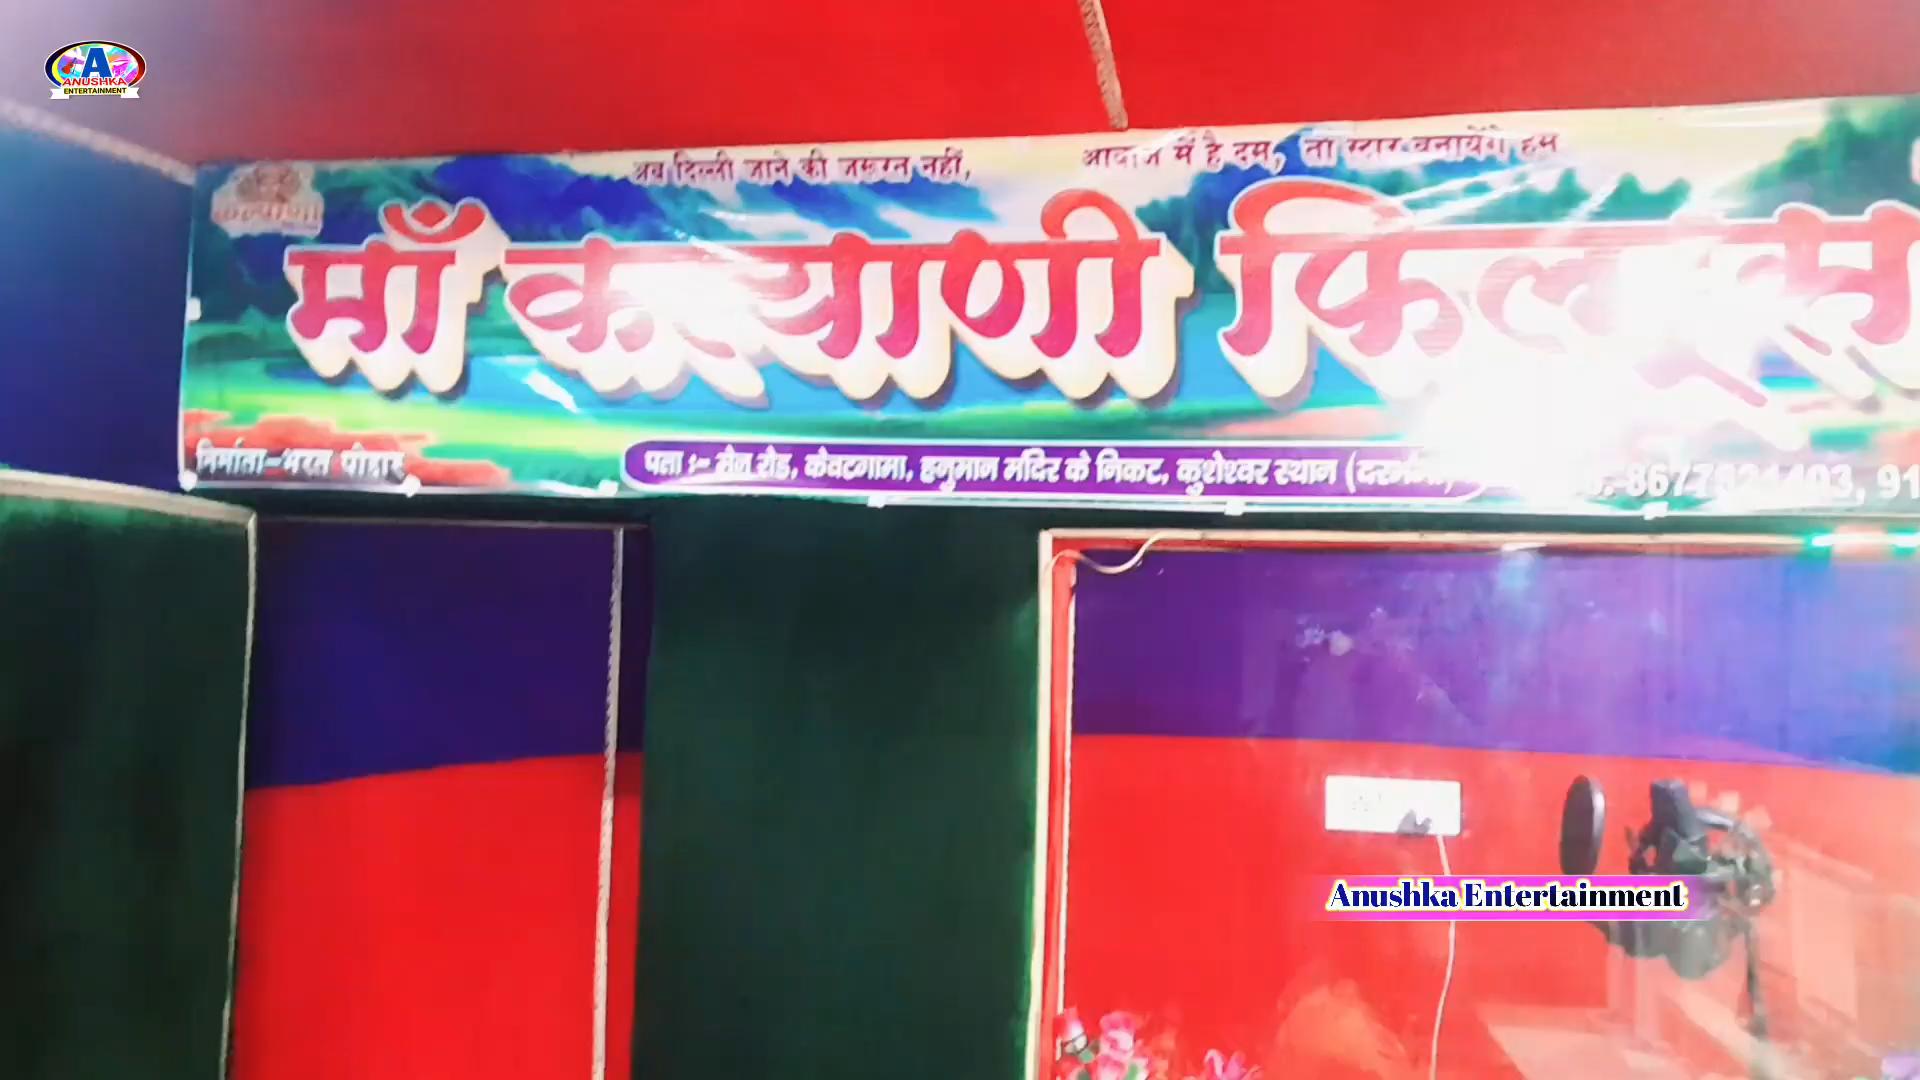 A
ANUSHKA
ENTERTAINMENT
अब दिल्ली जाने की जरूरत नहीं, आवाज में है दम, तो स्टार बनायेंगे हम
माँ कल्याणी फिल्म्स
कल्याणी
निर्माता-भरत पोद्दार
पता :- मेन रोड, केवटगामा, हनुमान मंदिर के निकट, कुशेश्वर स्थान
Anushka Entertainment